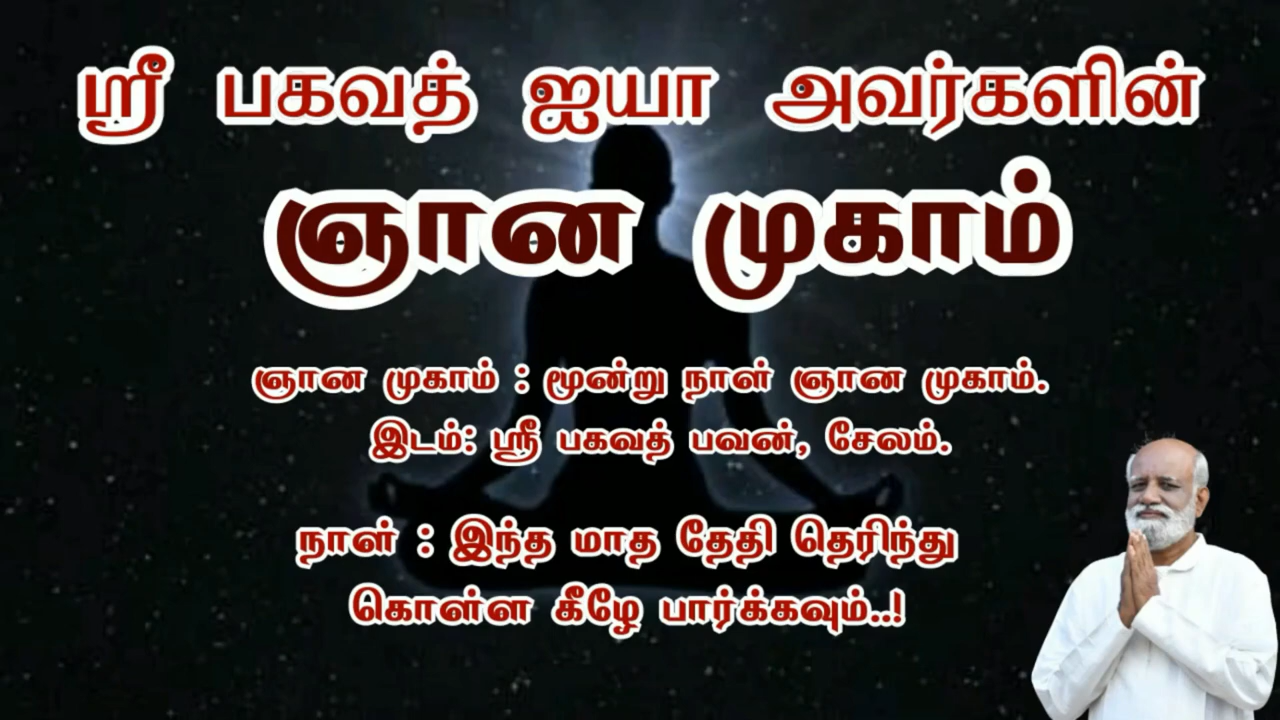 ஸ்ரீ பகவத் ஐயா அவர்களின்
ஞான முகாம்
ஞான முகாம் : மூன்று நாள் ஞான முகாம்.
இடம்: ஸ்ரீ பகவத் பவன், சேலம்.
நாள் : இந்த மாத தேதி தெரிந்து
கொள்ள கீழே பார்க்கவும்..!